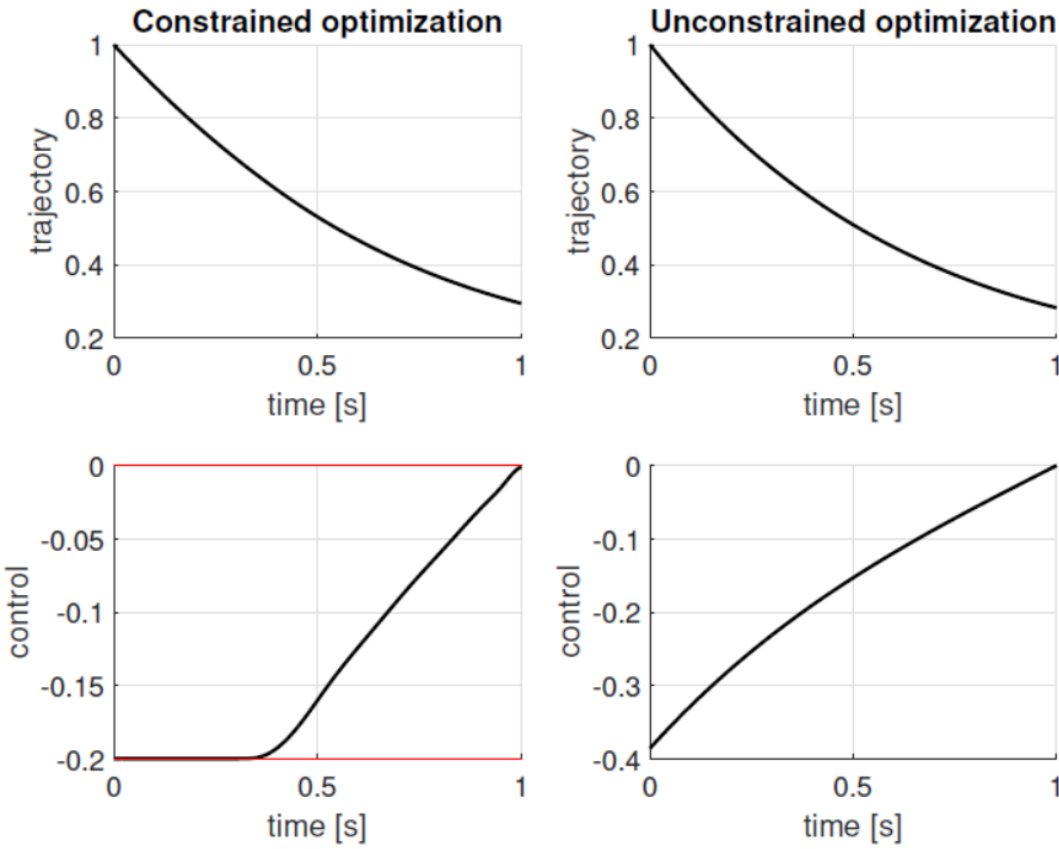 Constrained optimization
1
0.8
0.6
0.4
0.2
trajectory
0 0.5 1
time [s]
Unconstrained optimization
1
0.8
0.6
0.4
0.2
trajectory
0 0.5 1
time [s]
0
-0.05
-0.1
-0.15
-0.2
control
0 0.5 1
time [s]
0
-0.1
-0.2
-0.3
-0.4
control
0 0.5 1
time [s]